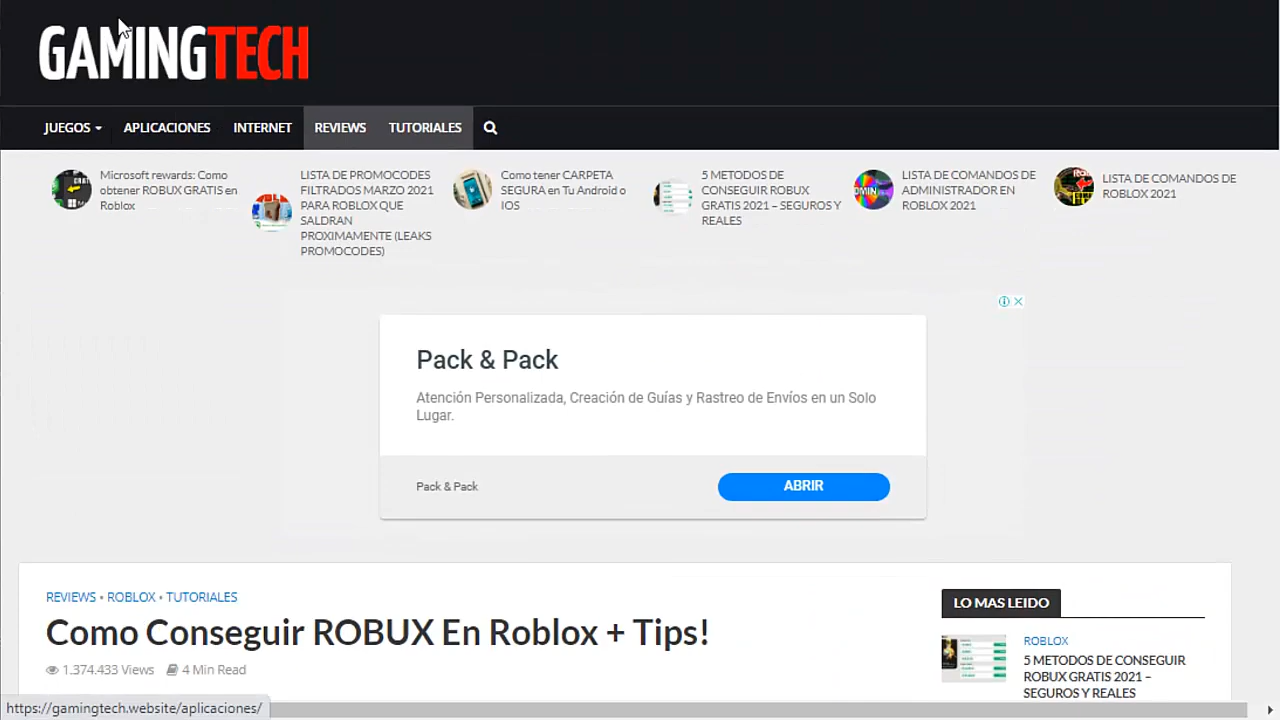 GAMINGTECH
JUEGOS
APLICACIONES
INTERNET
REVIEWS
TUTORIALES
Microsoft rewards: Como
obtener ROBUX GRATIS en
Roblox
LISTA DE PROMOCODES
FILTRADOS MARZO 2021
PARA ROBLOX QUE
SALDRAN
PROXIMAMENTE (LEAKS
PROMOCODES)
Como tener CARPETA
SEGURA en Tu Android o
IOS
5 METODOS DE
CONSEGUIR ROBUX
GRATIS 2021 – SEGUROS Y
REALES
LISTA DE COMANDOS DE
ADMINISTRADOR EN
ROBLOX 2021
LISTA DE COMANDOS DE
ROBLOX 2021
Pack & Pack
Atención Personalizada, Creación de Guías y Rastreo de Envíos en un Solo
Lugar.
Pack & Pack
ABRIR
REVIEWS • ROBLOX • TUTORIALES
Como Conseguir ROBUX En Roblox + Tips!
1.374.433 Views
4 Min Read
LO MAS LEIDO
ROBLOX
5 METODOS DE CONSEGUIR
ROBUX GRATIS 2021 –
SEGUROS Y REALES
https://gamingtech.website/aplicaciones/